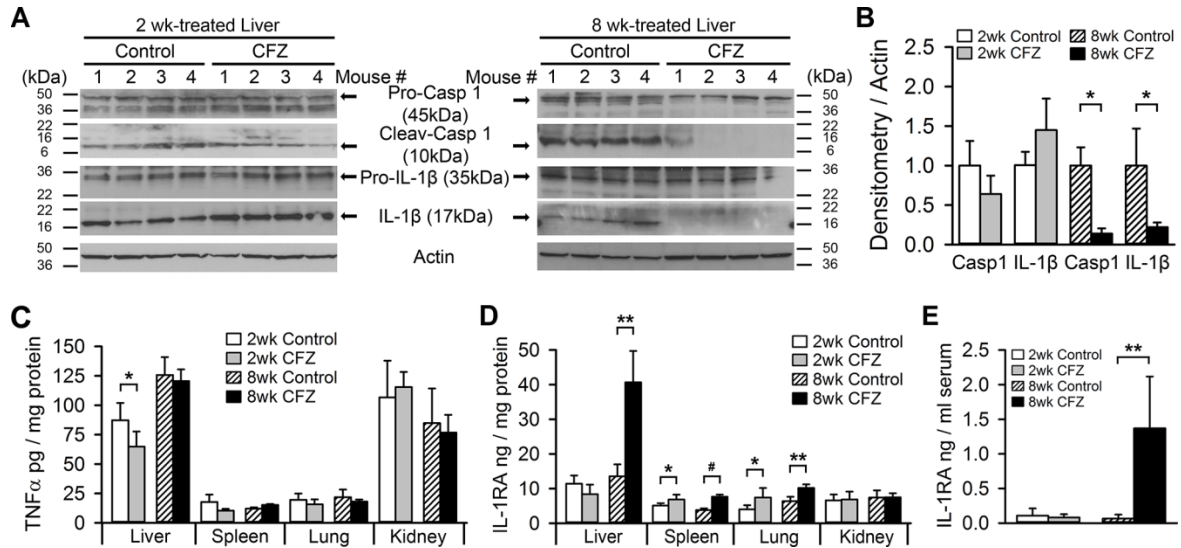 A
2 wk-treated Liver
8 wk-treated Liver
Control CFZ
Control CFZ
(kDa) 1 2 3 4 1 2 3 4 Mouse #
Mouse # 1 2 3 4 1 2 3 4 (kDa)
50
36
Pro-Casp 1
(45kDa)
50
36
22
16
6
Cleav-Casp 1
(10kDa)
22
16
6
36
22
Pro-IL-1β (35kDa)
36
22
22
16
IL-1β (17kDa)
22
16
50
36
Actin
50
36
B
2wk Control
2wk CFZ
8wk Control
8wk CFZ
Densitometry / Actin
2.5
2.0
1.5
1.0
0.5
0.0
* *
Casp1 IL-1β Casp1 IL-1β
C
TNFα pg / mg protein
150
125
100
75
50
25
0
2wk Control
2wk CFZ
8wk Control
8wk CFZ
*
Liver Spleen Lung Kidney
D
IL-1RA ng / mg protein
60
50
40
30
20
10
0
2wk Control
2wk CFZ
8wk Control
8wk CFZ
**
* # * **
Liver Spleen Lung Kidney
E
IL-1RA ng / ml serum
2.5
2.0
1.5
1.0
0.5
0.0
2wk Control
2wk CFZ
8wk Control
8wk CFZ
**